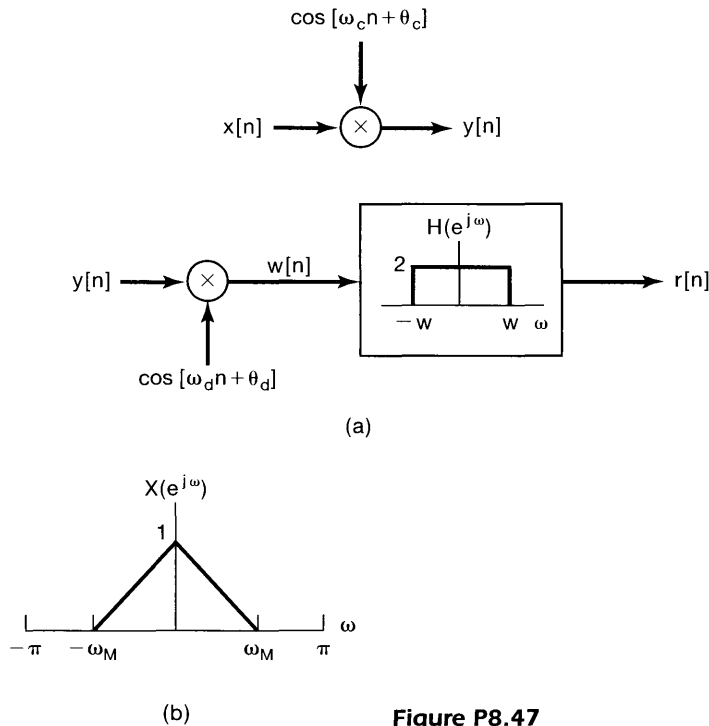 cos [ω_c n + θ_c]
x[n] × y[n]
H(e^{jω})
2
y[n] × w[n] r[n]
−w w ω
cos [ω_d n + θ_d]
(a)
X(e^{jω})
1
−π −ω_M ω_M π ω
(b) Figure P8.47